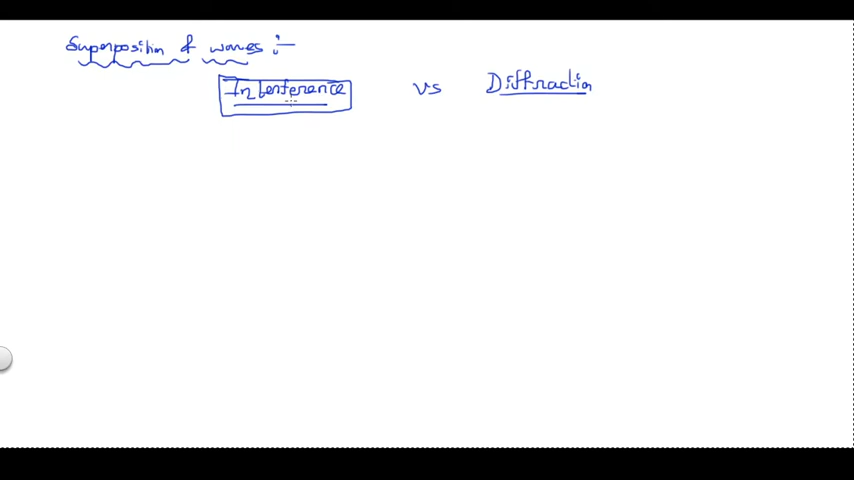 Superposition of waves :-
Interference vs Diffraction